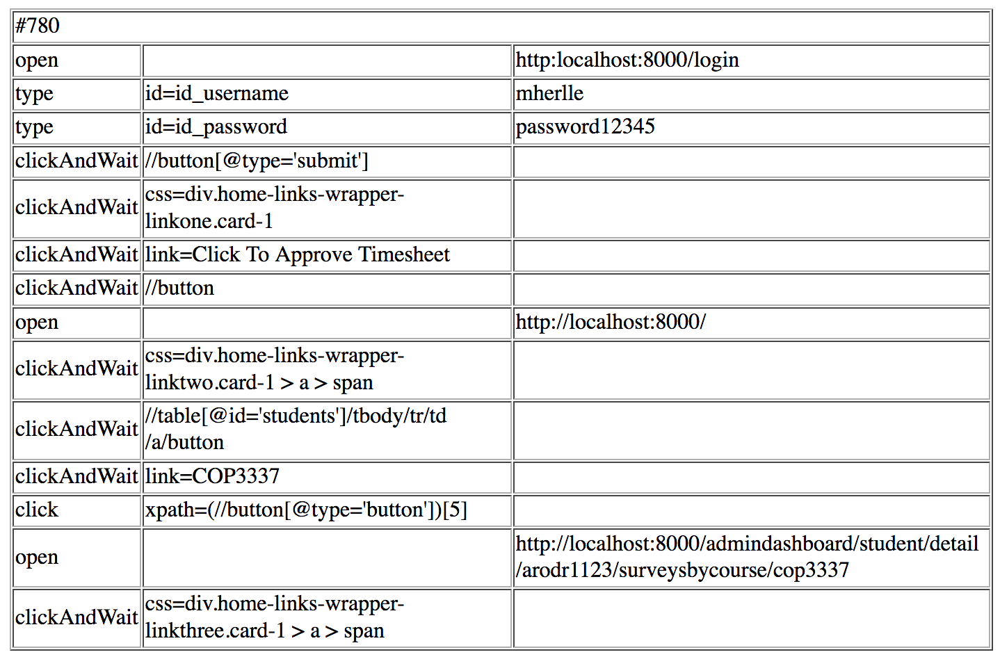 #780
open http:localhost:8000/login
type id=id_username mherlle
type id=id_password password12345
clickAndWait //button[@type='submit']
clickAndWait css=div.home-links-wrapper-
linkone.card-1
clickAndWait link=Click To Approve Timesheet
clickAndWait //button
open http://localhost:8000/
clickAndWait css=div.home-links-wrapper-
linktwo.card-1 > a > span
clickAndWait //table[@id='students']/tbody/tr/td
/a/button
clickAndWait link=COP3337
click xpath=(//button[@type='button'])[5]
open http://localhost:8000/admindashboard/student/detail
/arodr1123/surveysbycourse/cop3337
clickAndWait css=div.home-links-wrapper-
linkthree.card-1 > a > span